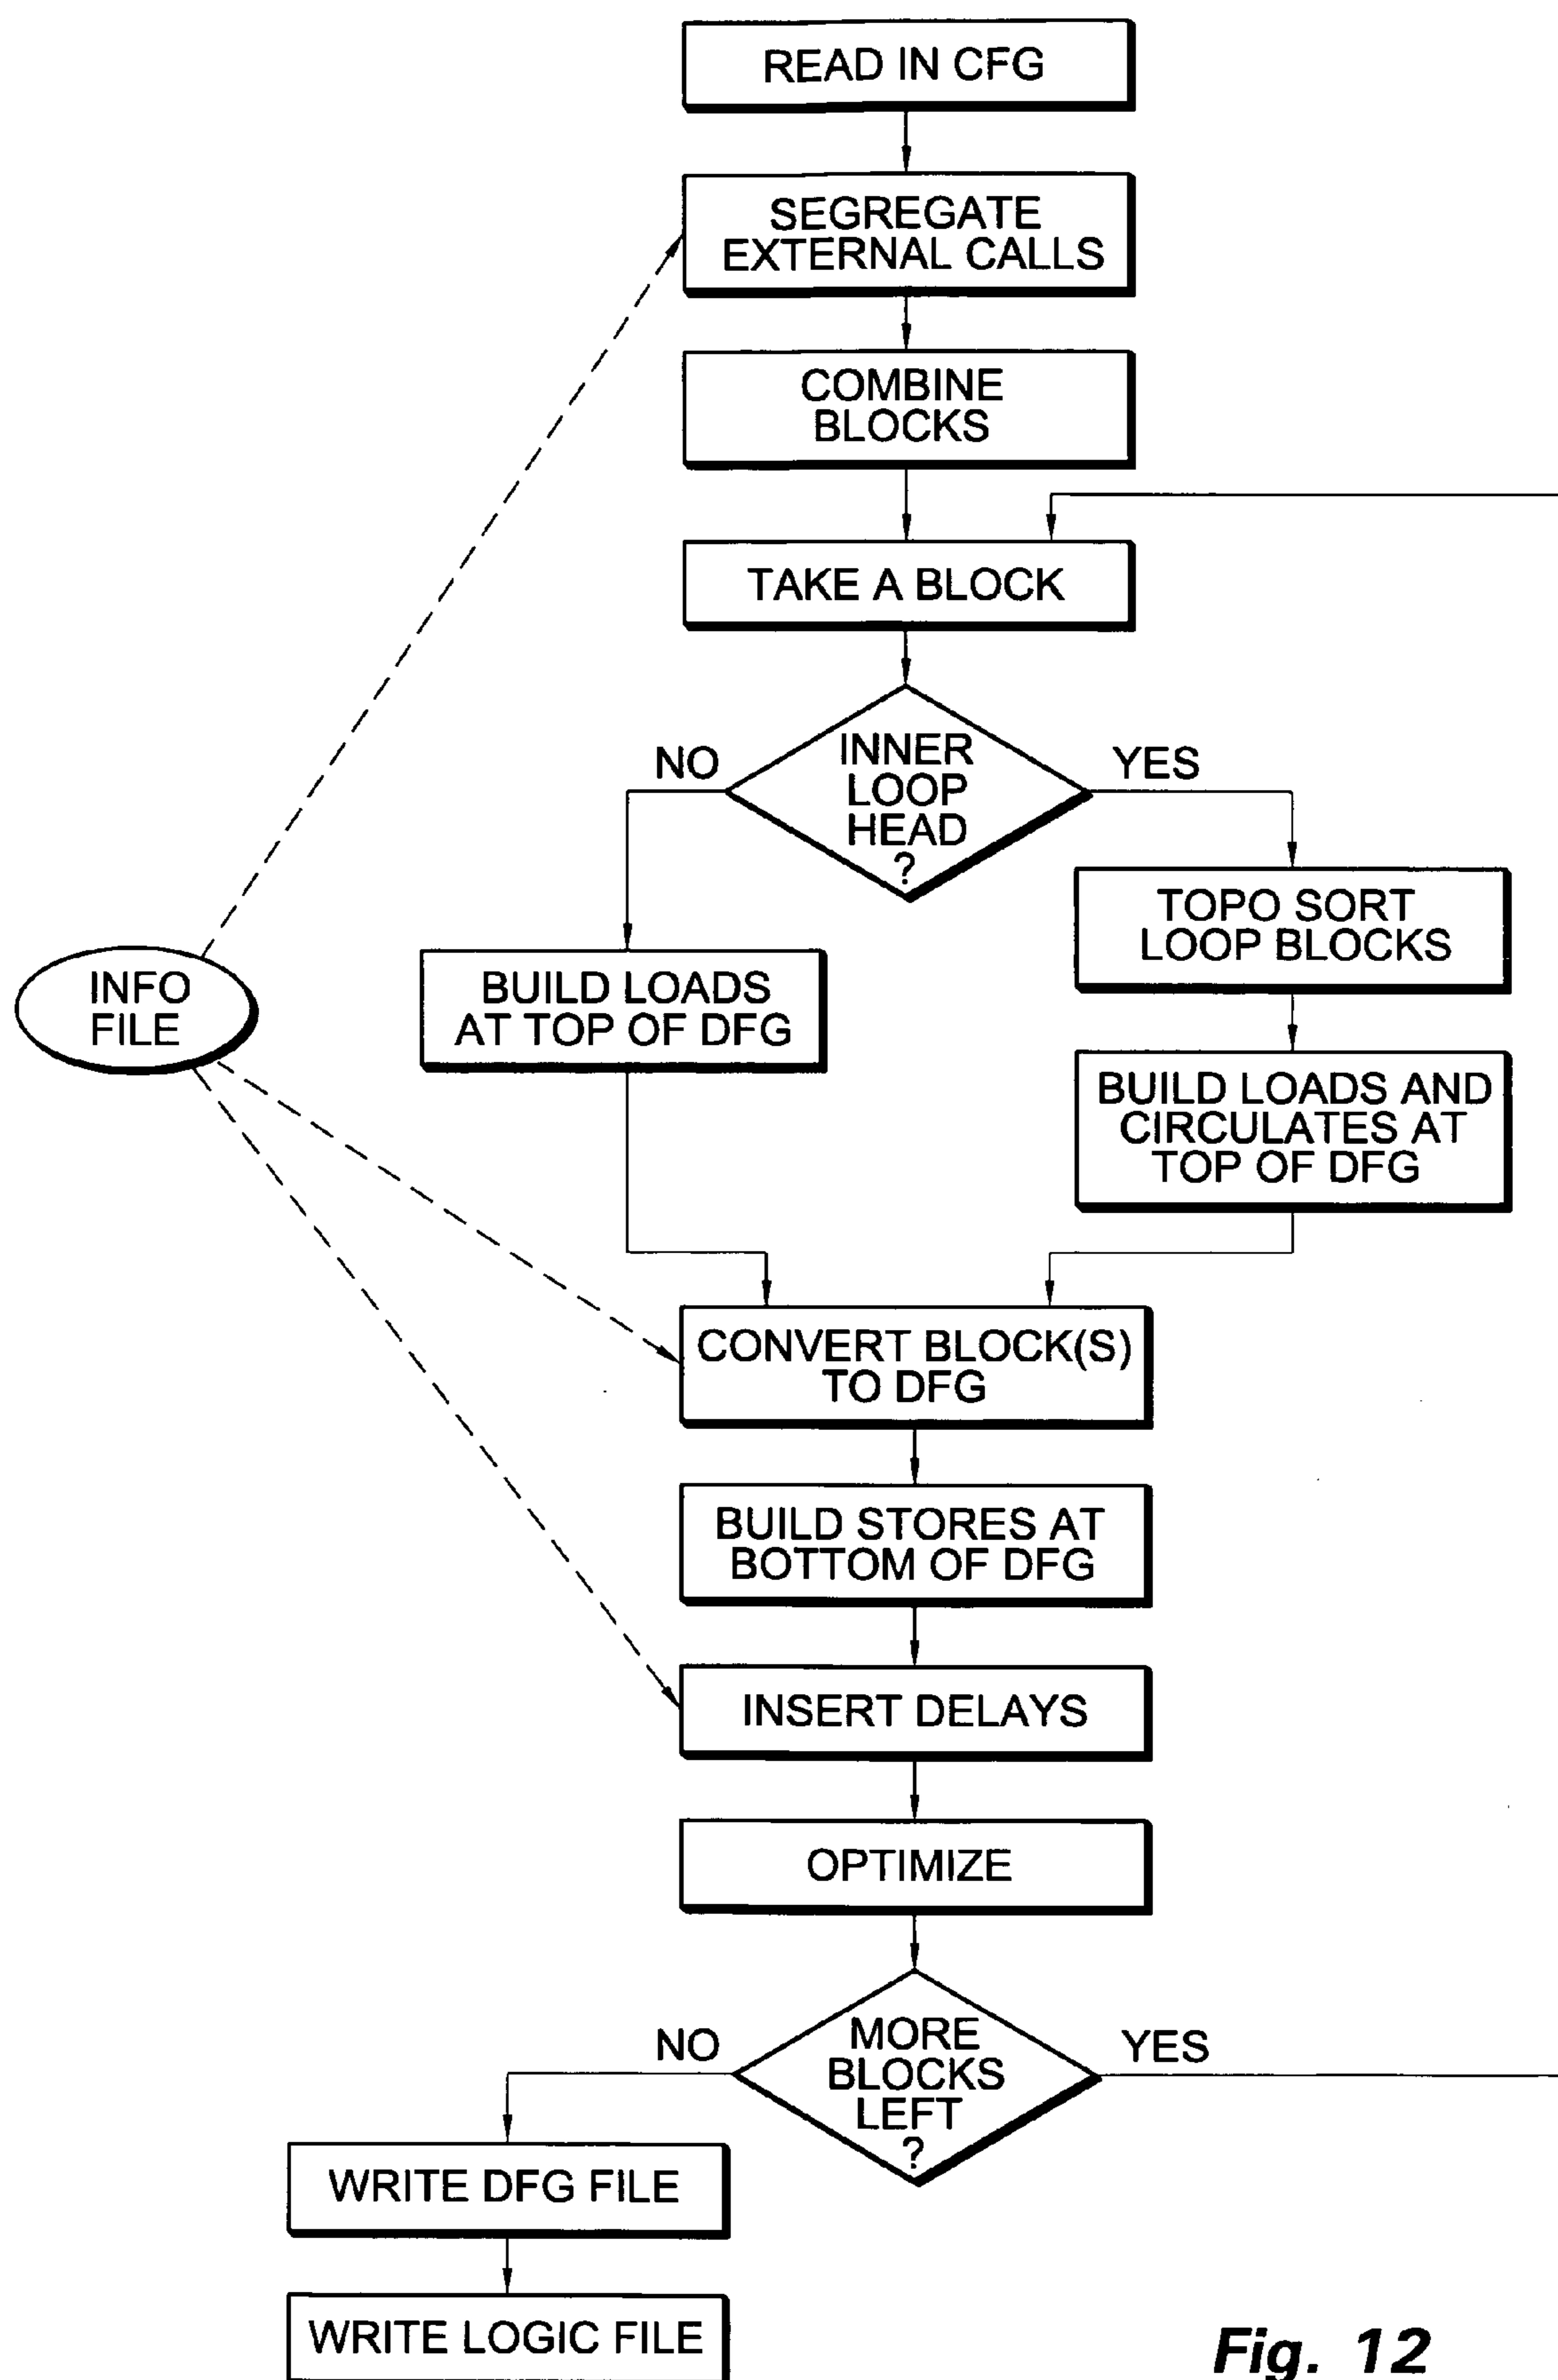 READ IN CFG
SEGREGATE
EXTERNAL CALLS
COMBINE
BLOCKS
TAKE A BLOCK
INNER
LOOP
HEAD
?
NO
YES
TOPO SORT
LOOP BLOCKS
INFO
FILE
BUILD LOADS
AT TOP OF DFG
BUILD LOADS AND
CIRCULATES AT
TOP OF DFG
CONVERT BLOCK(S)
TO DFG
BUILD STORES AT
BOTTOM OF DFG
INSERT DELAYS
OPTIMIZE
MORE
BLOCKS
LEFT
?
NO
YES
WRITE DFG FILE
WRITE LOGIC FILE
Fig. 12